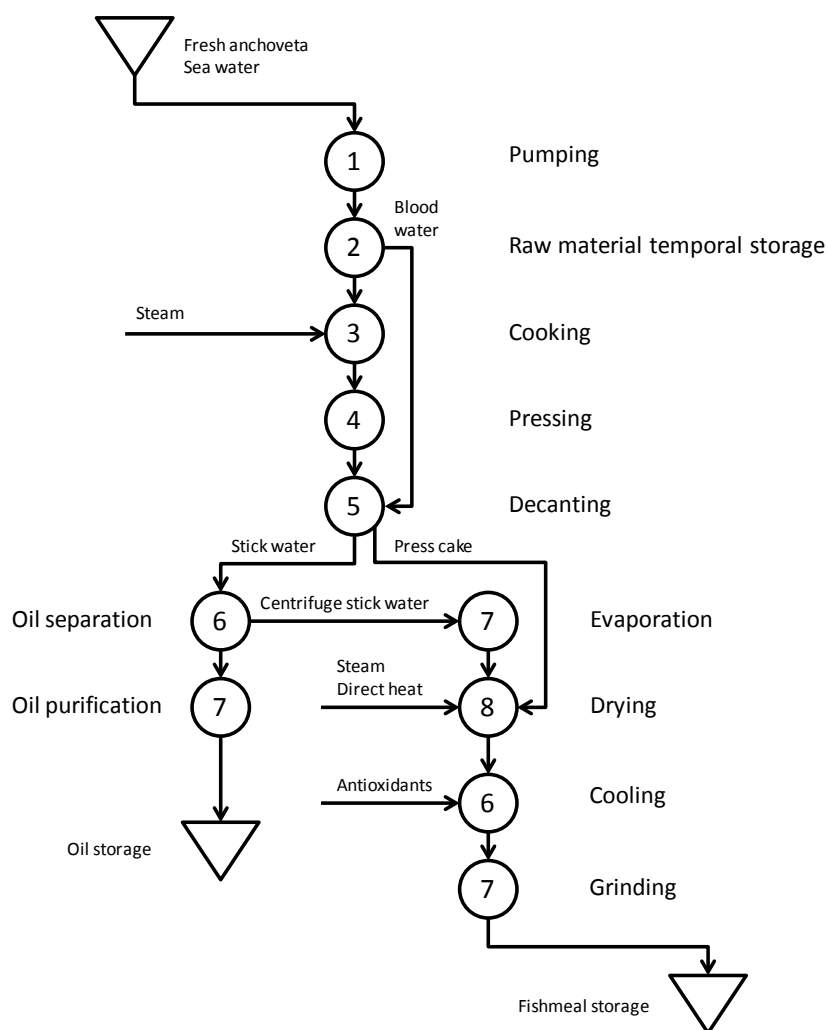 Fresh anchoveta
Sea water
1
Pumping
Blood
water
2
Raw material temporal storage
Steam
3
Cooking
4
Pressing
5
Decanting
Stick water
Press cake
Oil separation
6
Centrifuge stick water
7
Evaporation
Oil purification
7
Steam
Direct heat
8
Drying
Antioxidants
6
Cooling
Oil storage
7
Grinding
Fishmeal storage